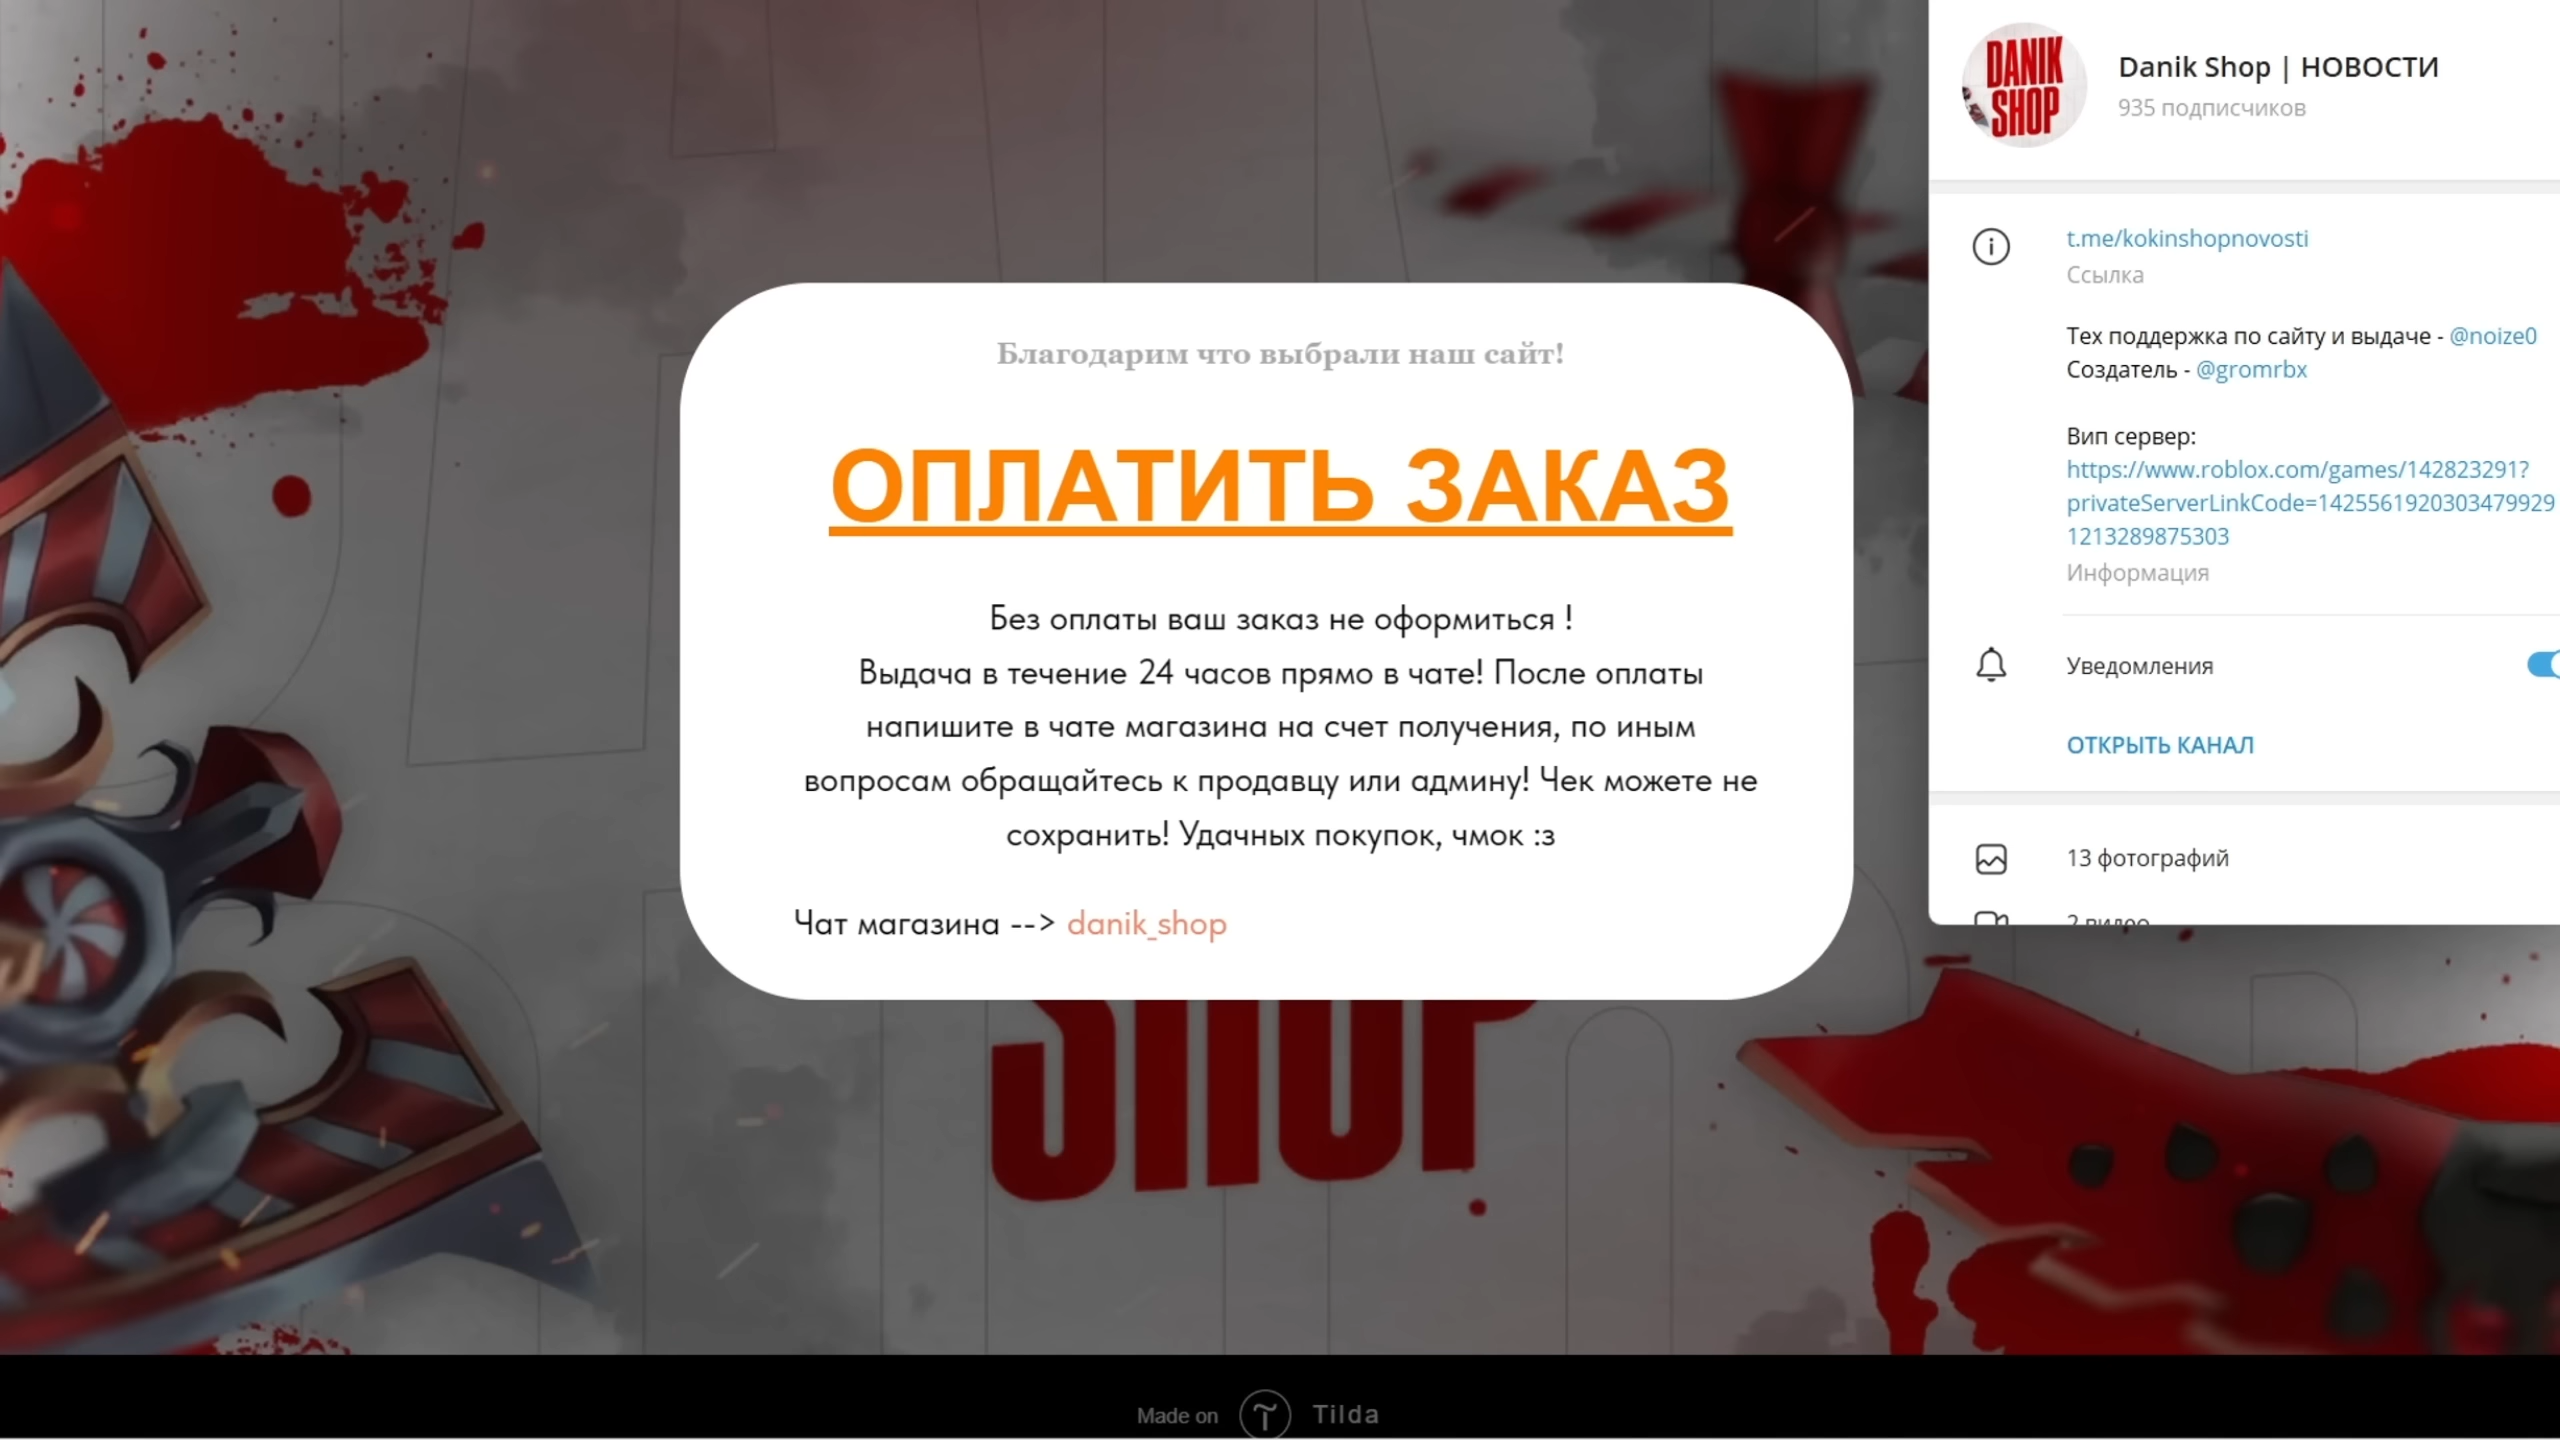 Благодарим что выбрали наш сайт!
ОПЛАТИТЬ ЗАКАЗ
Без оплаты ваш заказ не оформиться !
Выдача в течение 24 часов прямо в чате! После оплаты
напишите в чате магазина на счет получения, по иным
вопросам обращайтесь к продавцу или админу! Чек можете не
сохранить! Удачных покупок, чмок :з
Чат магазина --> danik_shop
SHOP
Made on Tilda
DANIK
SHOP
Danik Shop | НОВОСТИ
935 подписчиков
t.me/kokinshopnovosti
Ссылка
Тех поддержка по сайту и выдаче - @noize0
Создатель - @gromrbx
Вип сервер:
https://www.roblox.com/games/142823291?
privateServerLinkCode=1425561920303479929
1213289875303
Информация
Уведомления
ОТКРЫТЬ КАНАЛ
13 фотографий
2 видео